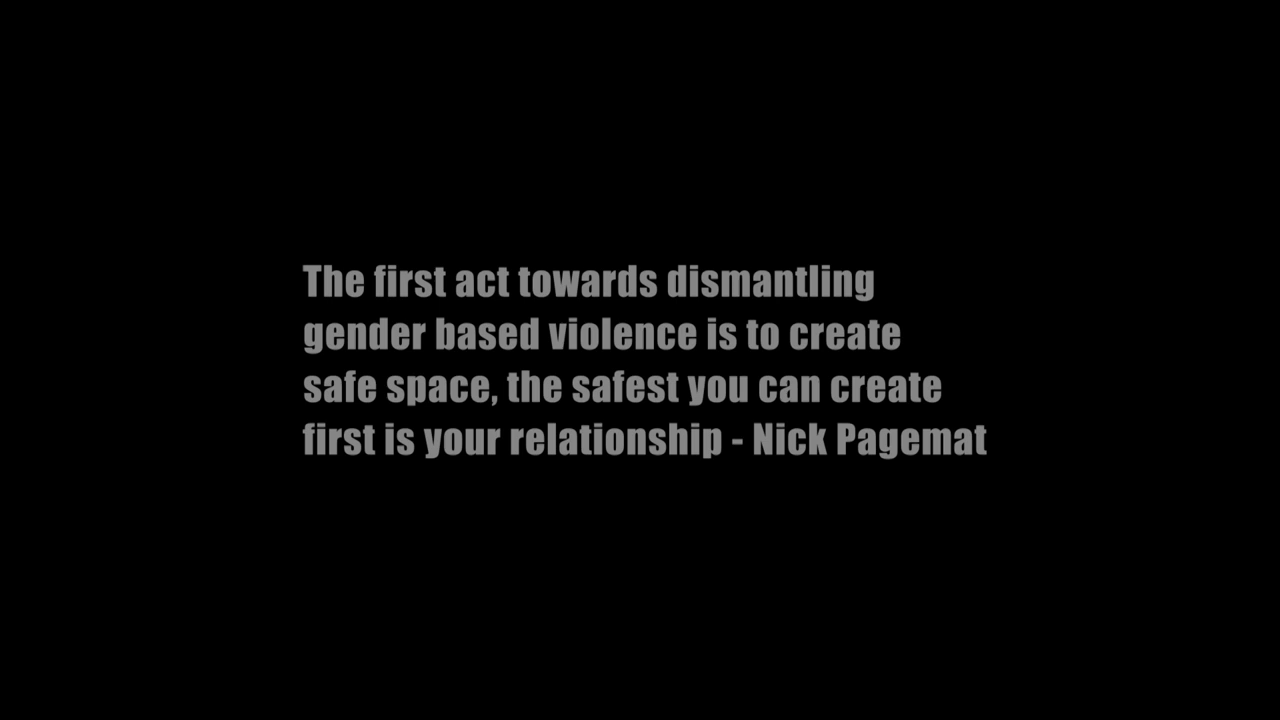 The first act towards dismantling
gender based violence is to create
safe space, the safest you can create
first is your relationship - Nick Pagemat